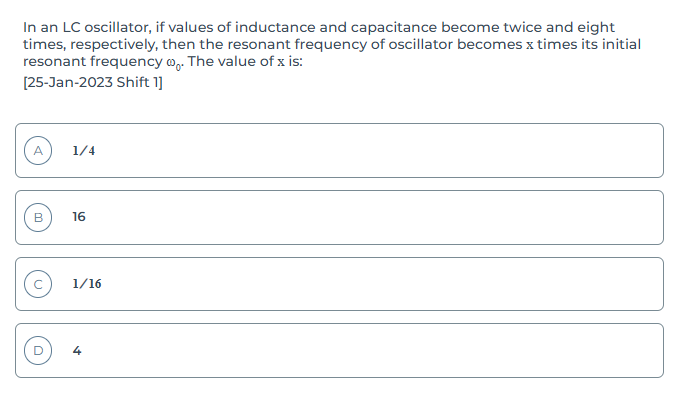 In an LC oscillator, if values of inductance and capacitance become twice and eight
times, respectively, then the resonant frequency of oscillator becomes x times its initial
resonant frequency ω₀. The value of x is:
[25-Jan-2023 Shift 1]
A 1/4
B 16
C 1/16
D 4